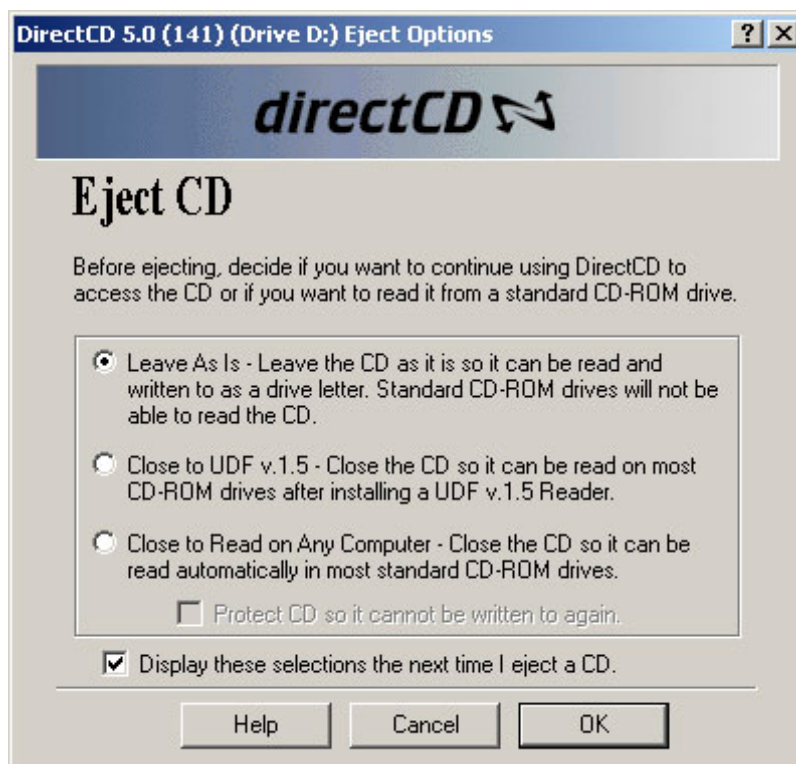 DirectCD 5.0 (141) (Drive D:) Eject Options
directCD
Eject CD
Before ejecting, decide if you want to continue using DirectCD to
access the CD or if you want to read it from a standard CD-ROM drive.
Leave As Is - Leave the CD as it is so it can be read and
written to as a drive letter. Standard CD-ROM drives will not be
able to read the CD.
Close to UDF v.1.5 - Close the CD so it can be read on most
CD-ROM drives after installing a UDF v.1.5 Reader.
Close to Read on Any Computer - Close the CD so it can be
read automatically in most standard CD-ROM drives.
Protect CD so it cannot be written to again.
Display these selections the next time I eject a CD.
Help Cancel OK